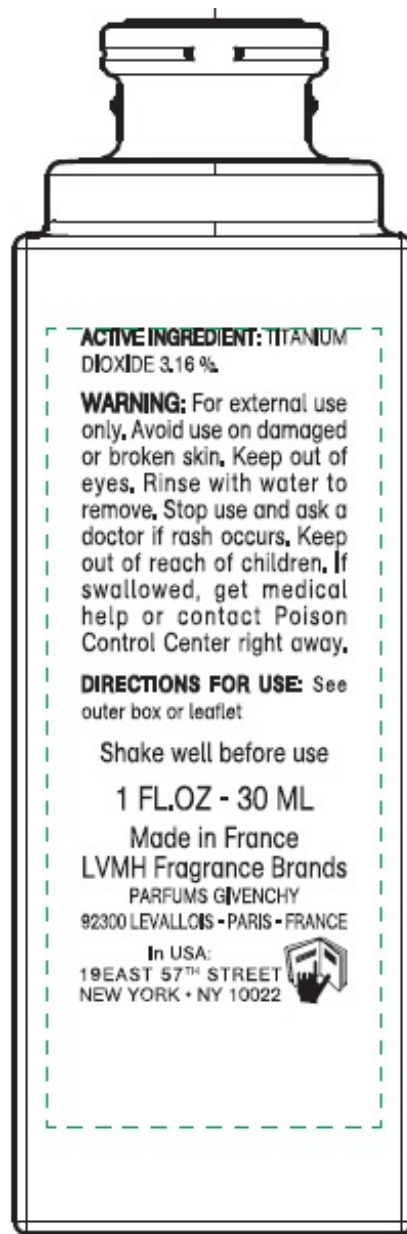 ACTIVE INGREDIENT: TITANIUM
DIOXIDE 3.16 %.
WARNING: For external use
only. Avoid use on damaged
or broken skin. Keep out of
eyes. Rinse with water to
remove. Stop use and ask a
doctor if rash occurs. Keep
out of reach of children. If
swallowed, get medical
help or contact Poison
Control Center right away.
DIRECTIONS FOR USE: See
outer box or leaflet
Shake well before use
1 FL.OZ - 30 ML
Made in France
LVMH Fragrance Brands
PARFUMS GIVENCHY
92300 LEVALLOIS - PARIS - FRANCE
In USA:
19EAST 57TH STREET
NEW YORK • NY 10022